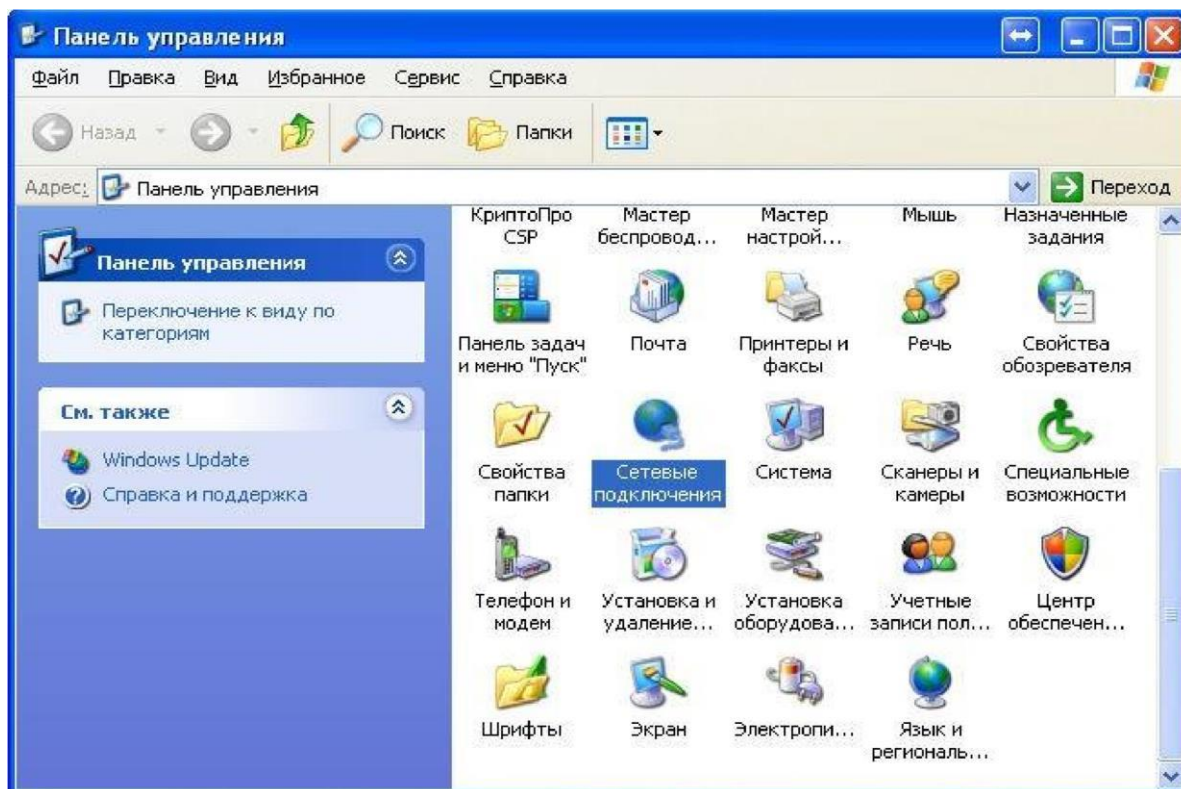 Панель управления
Файл Правка Вид Избранное Сервис Справка
Назад Поиск Папки
Адрес: Панель управления Переход
Панель управления
Переключение к виду по
категориям
См. также
Windows Update
Справка и поддержка
КриптоПро
CSP
Мастер
беспровод...
Мастер
настрой...
Мышь
Назначенные
задания
Панель задач
и меню "Пуск"
Почта
Принтеры и
факсы
Речь
Свойства
обозревателя
Свойства
папки
Сетевые
подключения
Система
Сканеры и
камеры
Специальные
возможности
Телефон и
модем
Установка и
удаление...
Установка
оборудова...
Учетные
записи пол...
Центр
обеспечен...
Шрифты
Экран
Электропи...
Язык и
региональ...